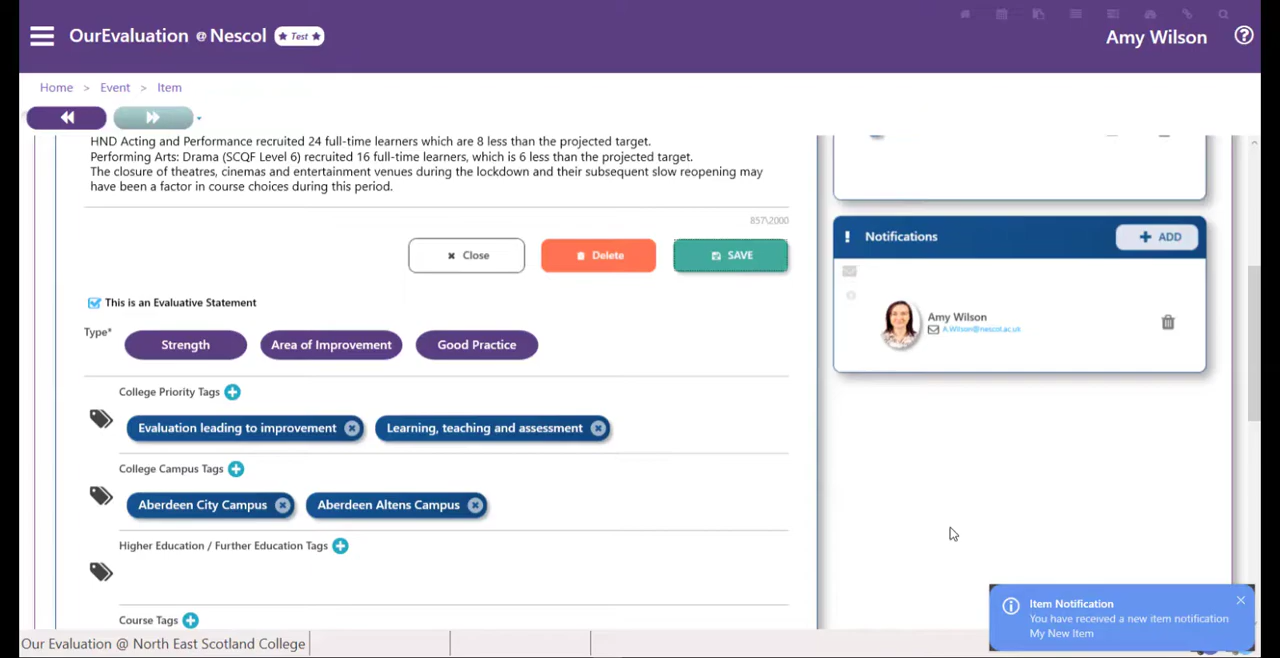 OurEvaluation @ Nescol ★ Test ★
Amy Wilson
Home > Event > Item
HND Acting and Performance recruited 24 full-time learners which are 8 less than the projected target.
Performing Arts: Drama (SCQF Level 6) recruited 16 full-time learners, which is 6 less than the projected target.
The closure of theatres, cinemas and entertainment venues during the lockdown and their subsequent slow reopening may
have been a factor in course choices during this period.
857\2000
Close
Delete
SAVE
This is an Evaluative Statement
Type*
Strength
Area of Improvement
Good Practice
College Priority Tags
Evaluation leading to improvement
Learning, teaching and assessment
College Campus Tags
Aberdeen City Campus
Aberdeen Altens Campus
Higher Education / Further Education Tags
Course Tags
Notifications
ADD
Amy Wilson
A.Wilson@nescol.ac.uk
Item Notification
You have received a new item notification
My New Item
Our Evaluation @ North East Scotland College